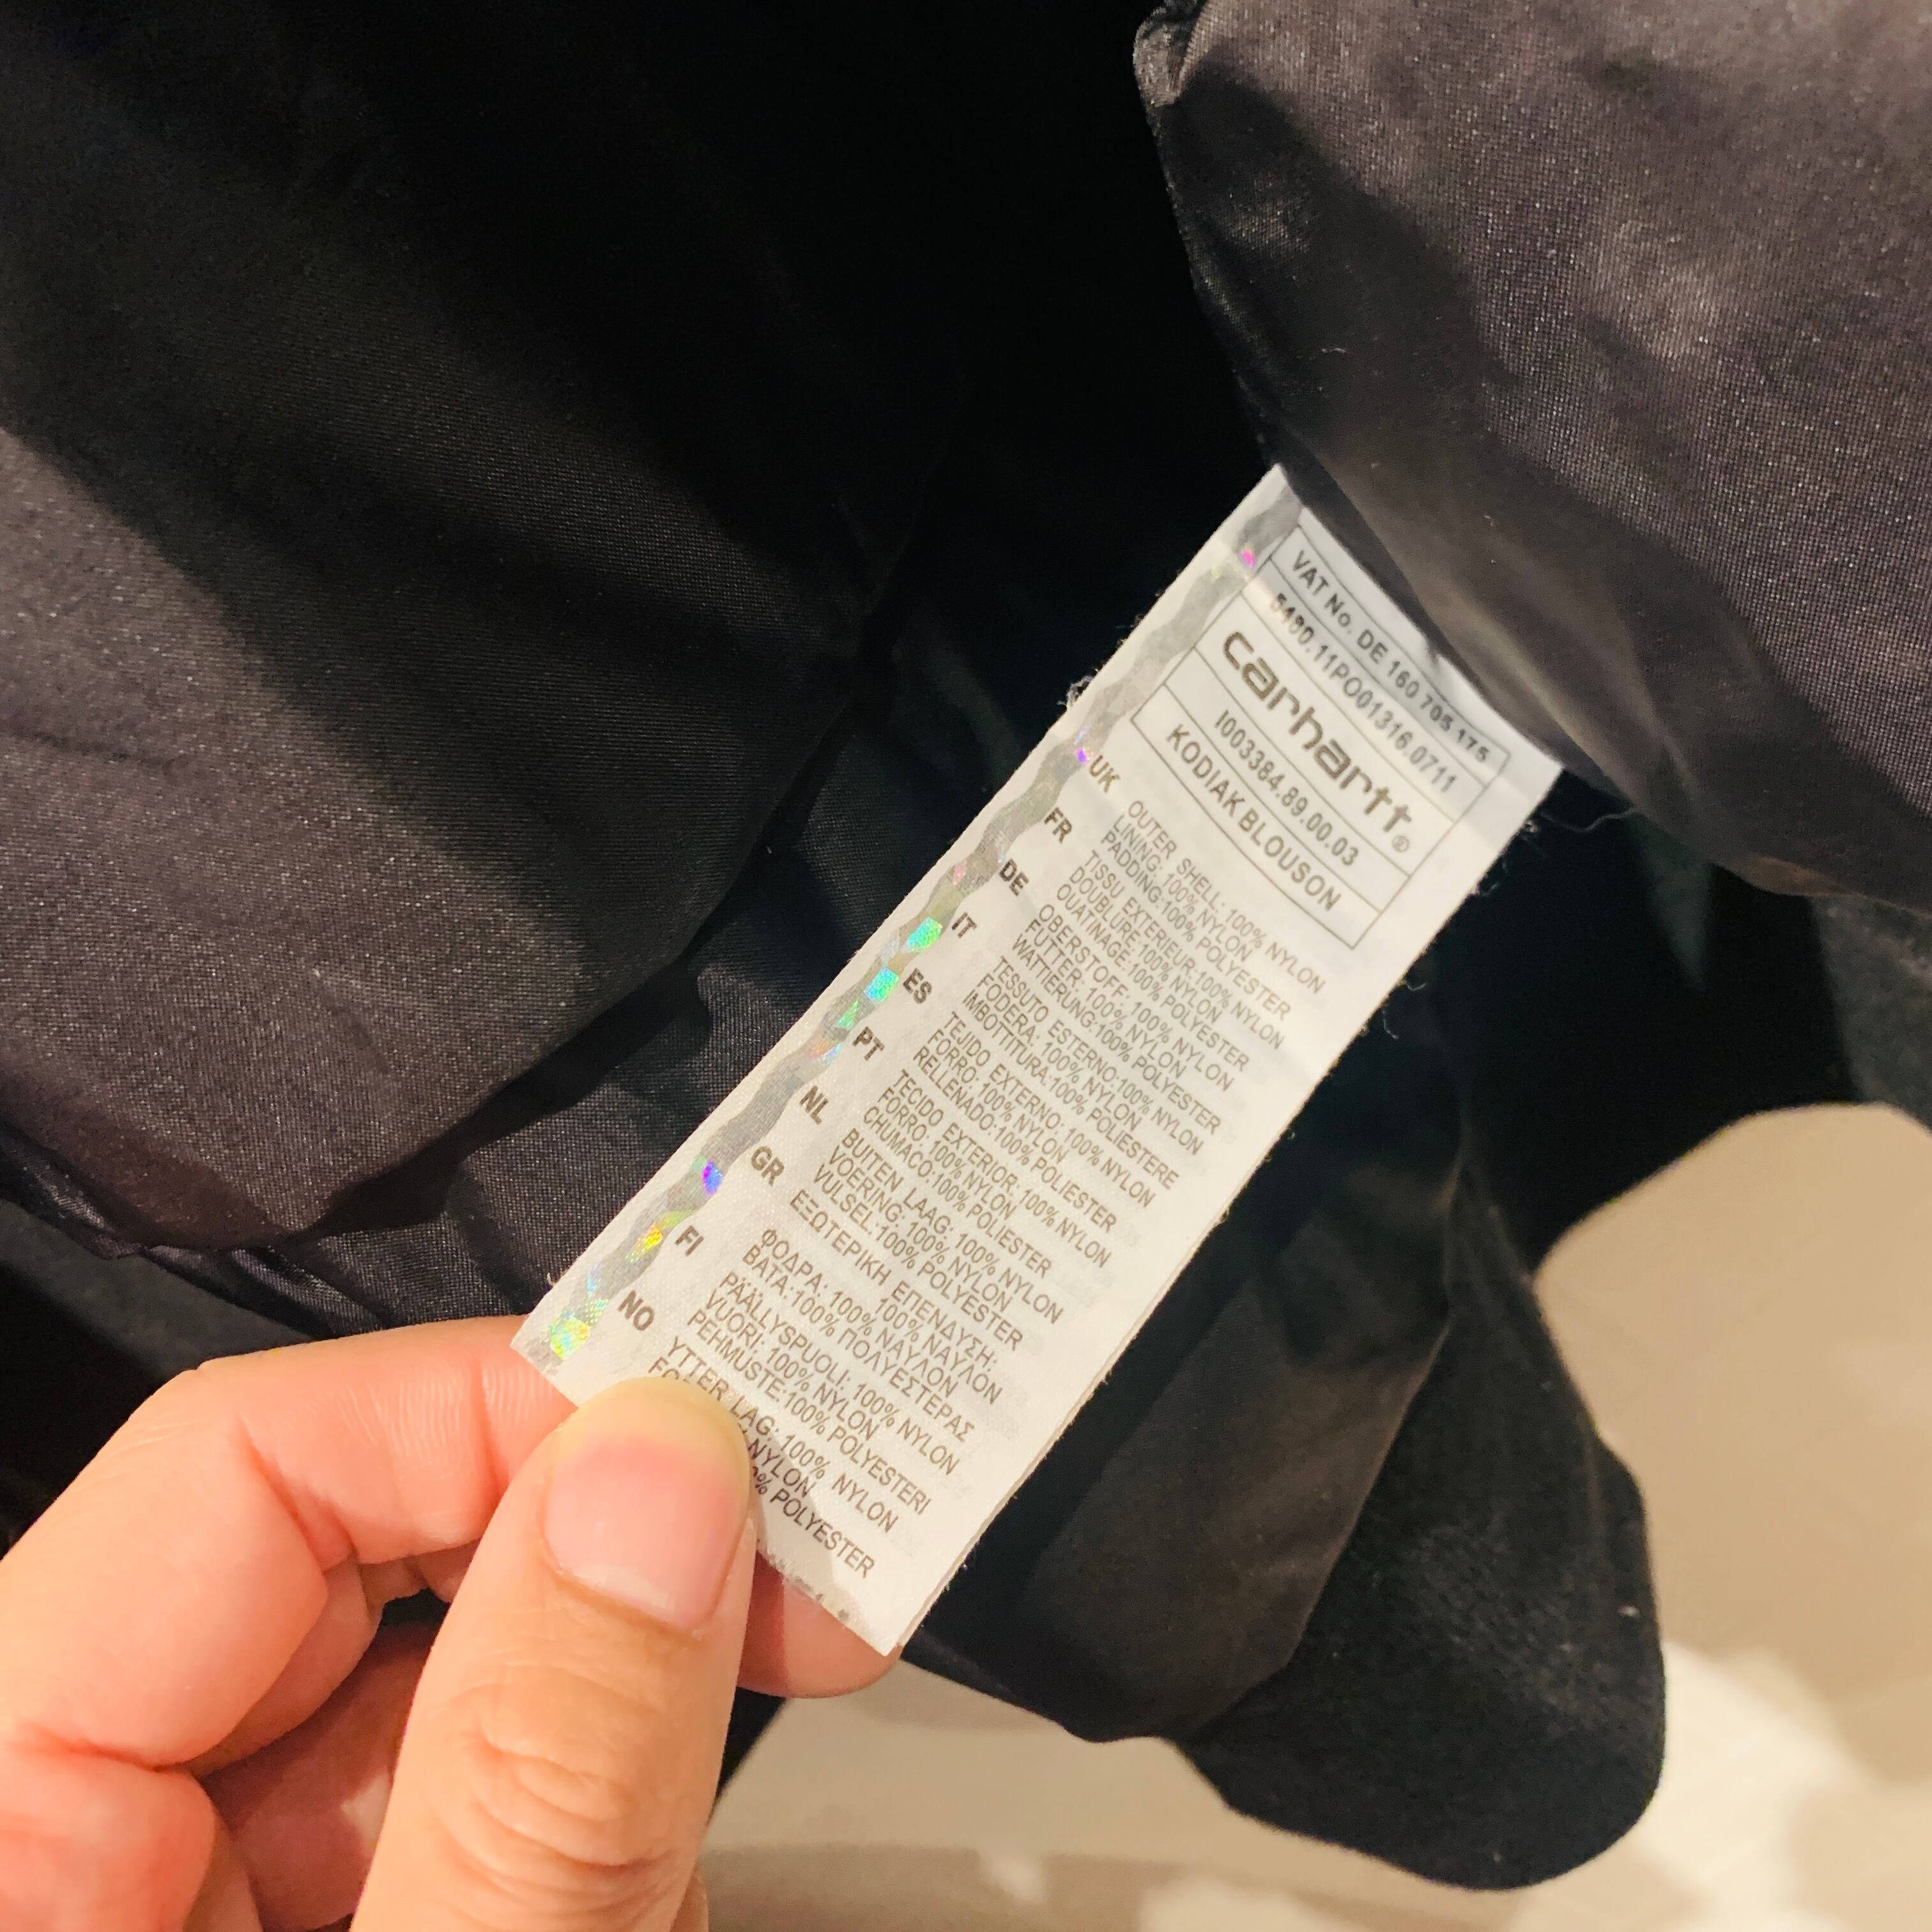 VAT No. DE 160 705 175
5480.11PO001316.0711
carhartt®
I003384.89.00.03
KODIAK BLOUSON
UK OUTER SHELL: 100% NYLON
LINING: 100% NYLON
PADDING:100% POLYESTER
FR TISSU EXTERIEUR:100% NYLON
DOUBLURE:100% NYLON
OUATINAGE:100% POLYESTER
DE OBERSTOFF: 100% NYLON
FUTTER: 100% NYLON
WATTIERUNG:100% POLYESTER
IT TESSUTO ESTERNO:100% NYLON
FODERA: 100% NYLON
IMBOTTITURA:100% POLIESTERE
ES TEJIDO EXTERNO: 100% NYLON
FORRO: 100% NYLON
RELLENADO:100% POLIESTER
PT TECIDO EXTERIOR:100% NYLON
FORRO: 100% NYLON
CHUMACO:100% POLIESTER
NL BUITEN LAAG: 100% NYLON
VOERING: 100% NYLON
VULSEL:100% POLYESTER
GR ΕΞΩΤΕΡΙΚΗ ΕΠΕΝΔΥΣΗ:
100% ΝΑΥΛΟΝ
ΦΟΔΡΑ: 100% ΝΑΥΛΟΝ
ΒΑΤΑ:100% ΠΟΛΥΕΣΤΕΡΑΣ
FI PÄÄLLYSPUOLI: 100% NYLON
VUORI: 100% NYLON
PEHMUSTE:100% POLYESTERI
NO YTTER LAG: 100% NYLON
NYLON
POLYESTER